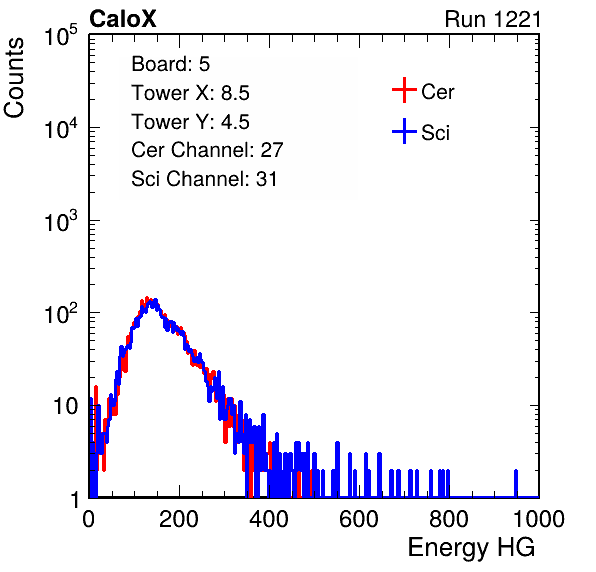 CaloX Run 1221
Counts
10^5
10^4
10^3
10^2
10
1
Board: 5
Tower X: 8.5
Tower Y: 4.5
Cer Channel: 27
Sci Channel: 31
Cer
Sci
0 200 400 600 800 1000
Energy HG